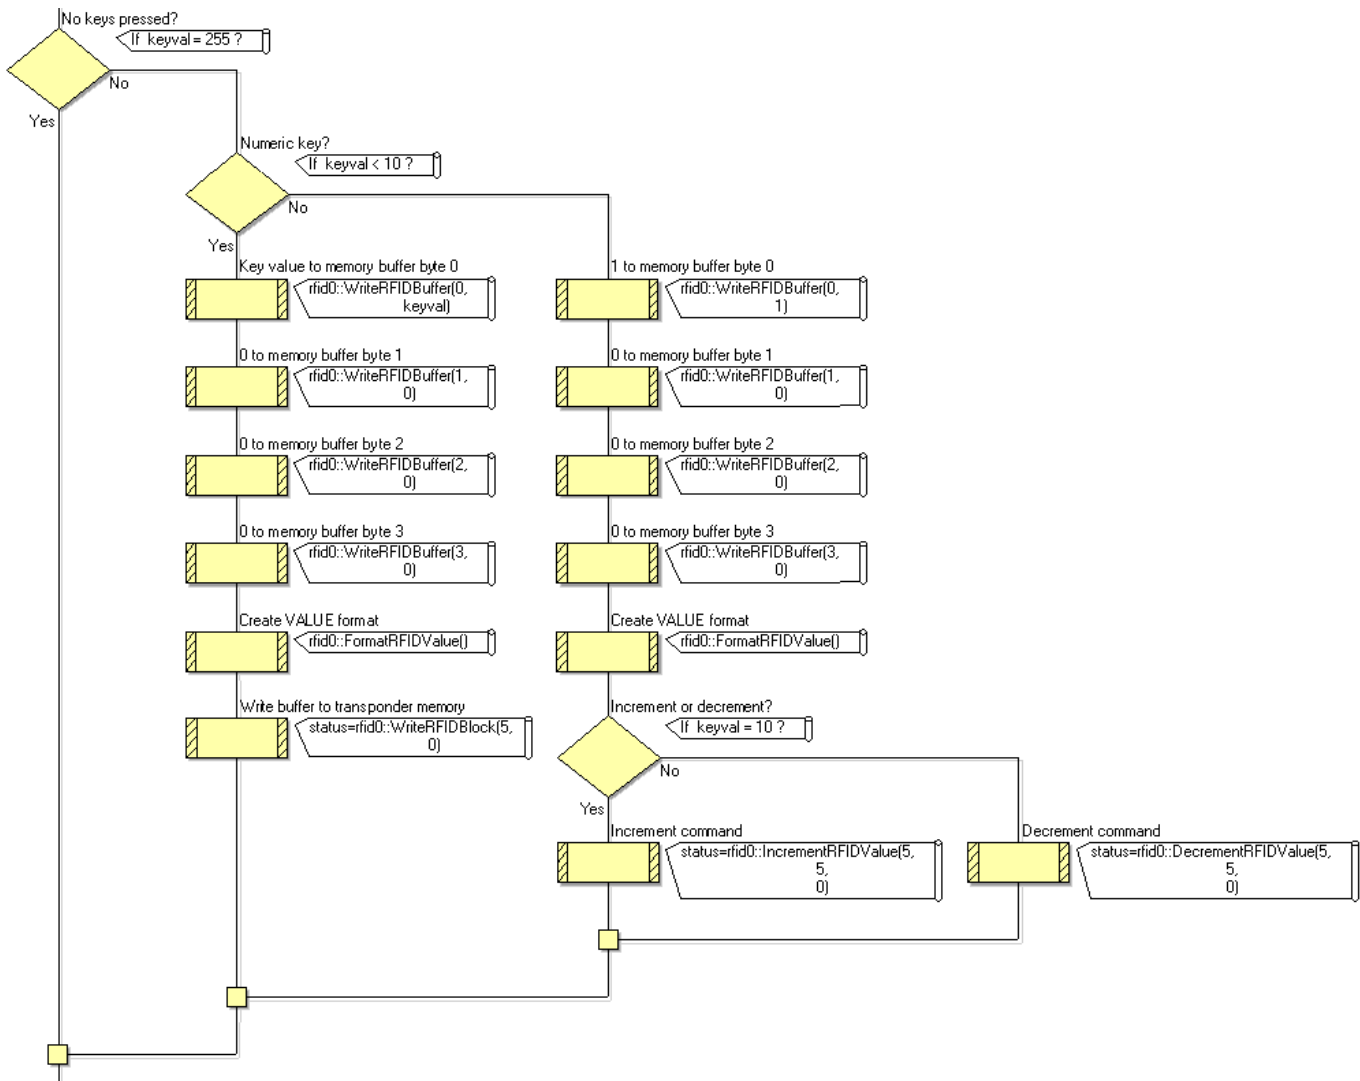 No keys pressed?
If keyval = 255 ?
No
Yes
Numeric key?
If keyval < 10 ?
No
Yes
Key value to memory buffer byte 0
rfid0::WriteRFIDBuffer(0,
keyval)
1 to memory buffer byte 0
rfid0::WriteRFIDBuffer(0,
1)
0 to memory buffer byte 1
rfid0::WriteRFIDBuffer(1,
0)
0 to memory buffer byte 1
rfid0::WriteRFIDBuffer(1,
0)
0 to memory buffer byte 2
rfid0::WriteRFIDBuffer(2,
0)
0 to memory buffer byte 2
rfid0::WriteRFIDBuffer(2,
0)
0 to memory buffer byte 3
rfid0::WriteRFIDBuffer(3,
0)
0 to memory buffer byte 3
rfid0::WriteRFIDBuffer(3,
0)
Create VALUE format
rfid0::FormatRFIDValue()
Create VALUE format
rfid0::FormatRFIDValue()
Write buffer to transponder memory
status=rfid0::WriteRFIDBlock(5,
0)
Increment or decrement?
If keyval = 10 ?
No
Yes
Increment command
status=rfid0::IncrementRFIDValue(5,
5,
0)
Decrement command
status=rfid0::DecrementRFIDValue(5,
5,
0)